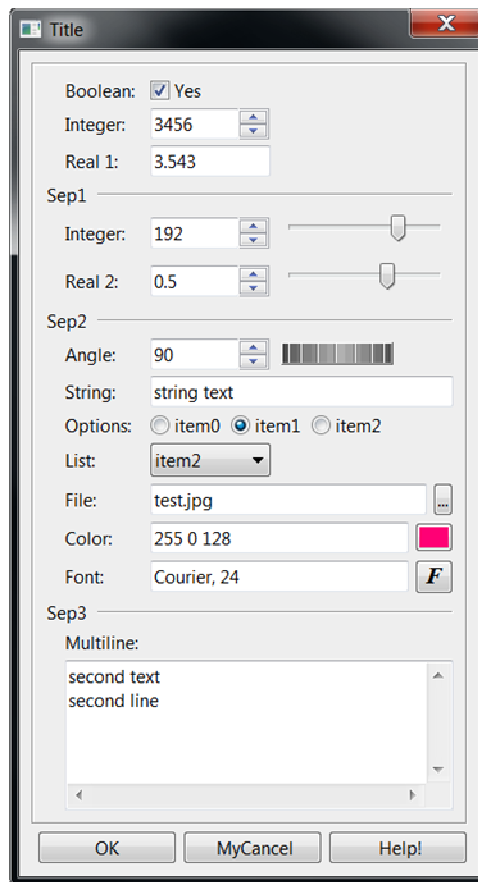 Title
Boolean: Yes
Integer: 3456
Real 1: 3.543
Sep1
Integer: 192
Real 2: 0.5
Sep2
Angle: 90
String: string text
Options: item0 item1 item2
List: item2
File: test.jpg ...
Color: 255 0 128
Font: Courier, 24 F
Sep3
Multiline:
second text
second line
OK MyCancel Help!